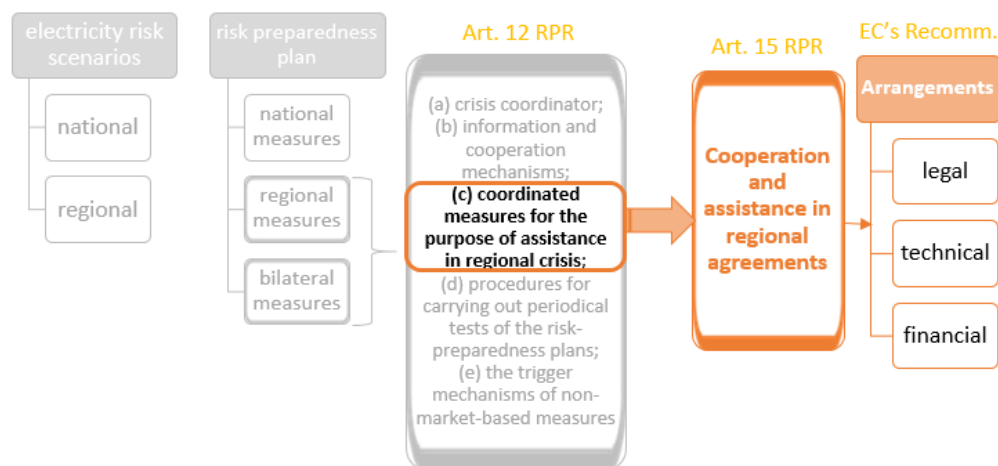 electricity risk
scenarios
national
regional
risk preparedness
plan
national
measures
regional
measures
bilateral
measures
Art. 12 RPR
(a) crisis coordinator;
(b) information and
cooperation
mechanisms;
(c) coordinated
measures for the
purpose of assistance
in regional crisis;
(d) procedures for
carrying out periodical
tests of the risk-
preparedness plans;
(e) the trigger
mechanisms of non-
market-based measures
Art. 15 RPR
Cooperation
and
assistance in
regional
agreements
EC's Recomm.
Arrangements
legal
technical
financial